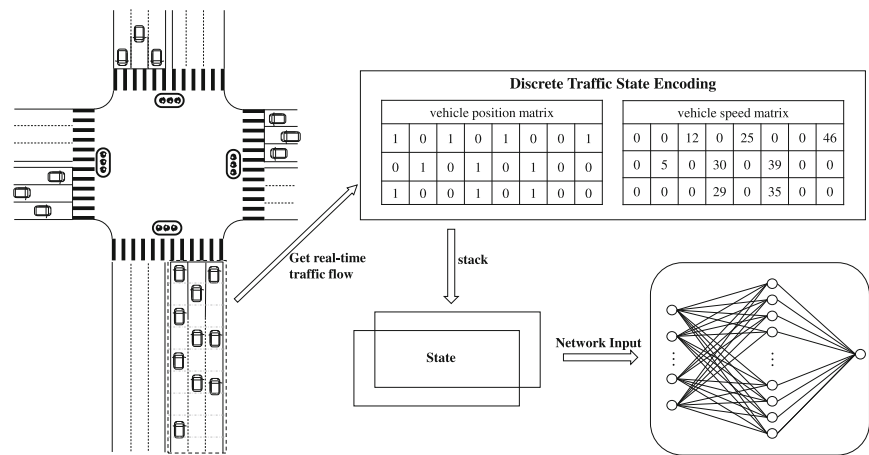 Discrete Traffic State Encoding
vehicle position matrix
1 0 1 0 1 0 0 1
0 1 0 1 0 1 0 0
1 0 0 1 0 1 0 0
vehicle speed matrix
0 0 12 0 25 0 0 46
0 5 0 30 0 39 0 0
0 0 0 29 0 35 0 0
Get real-time
traffic flow
stack
State
Network Input